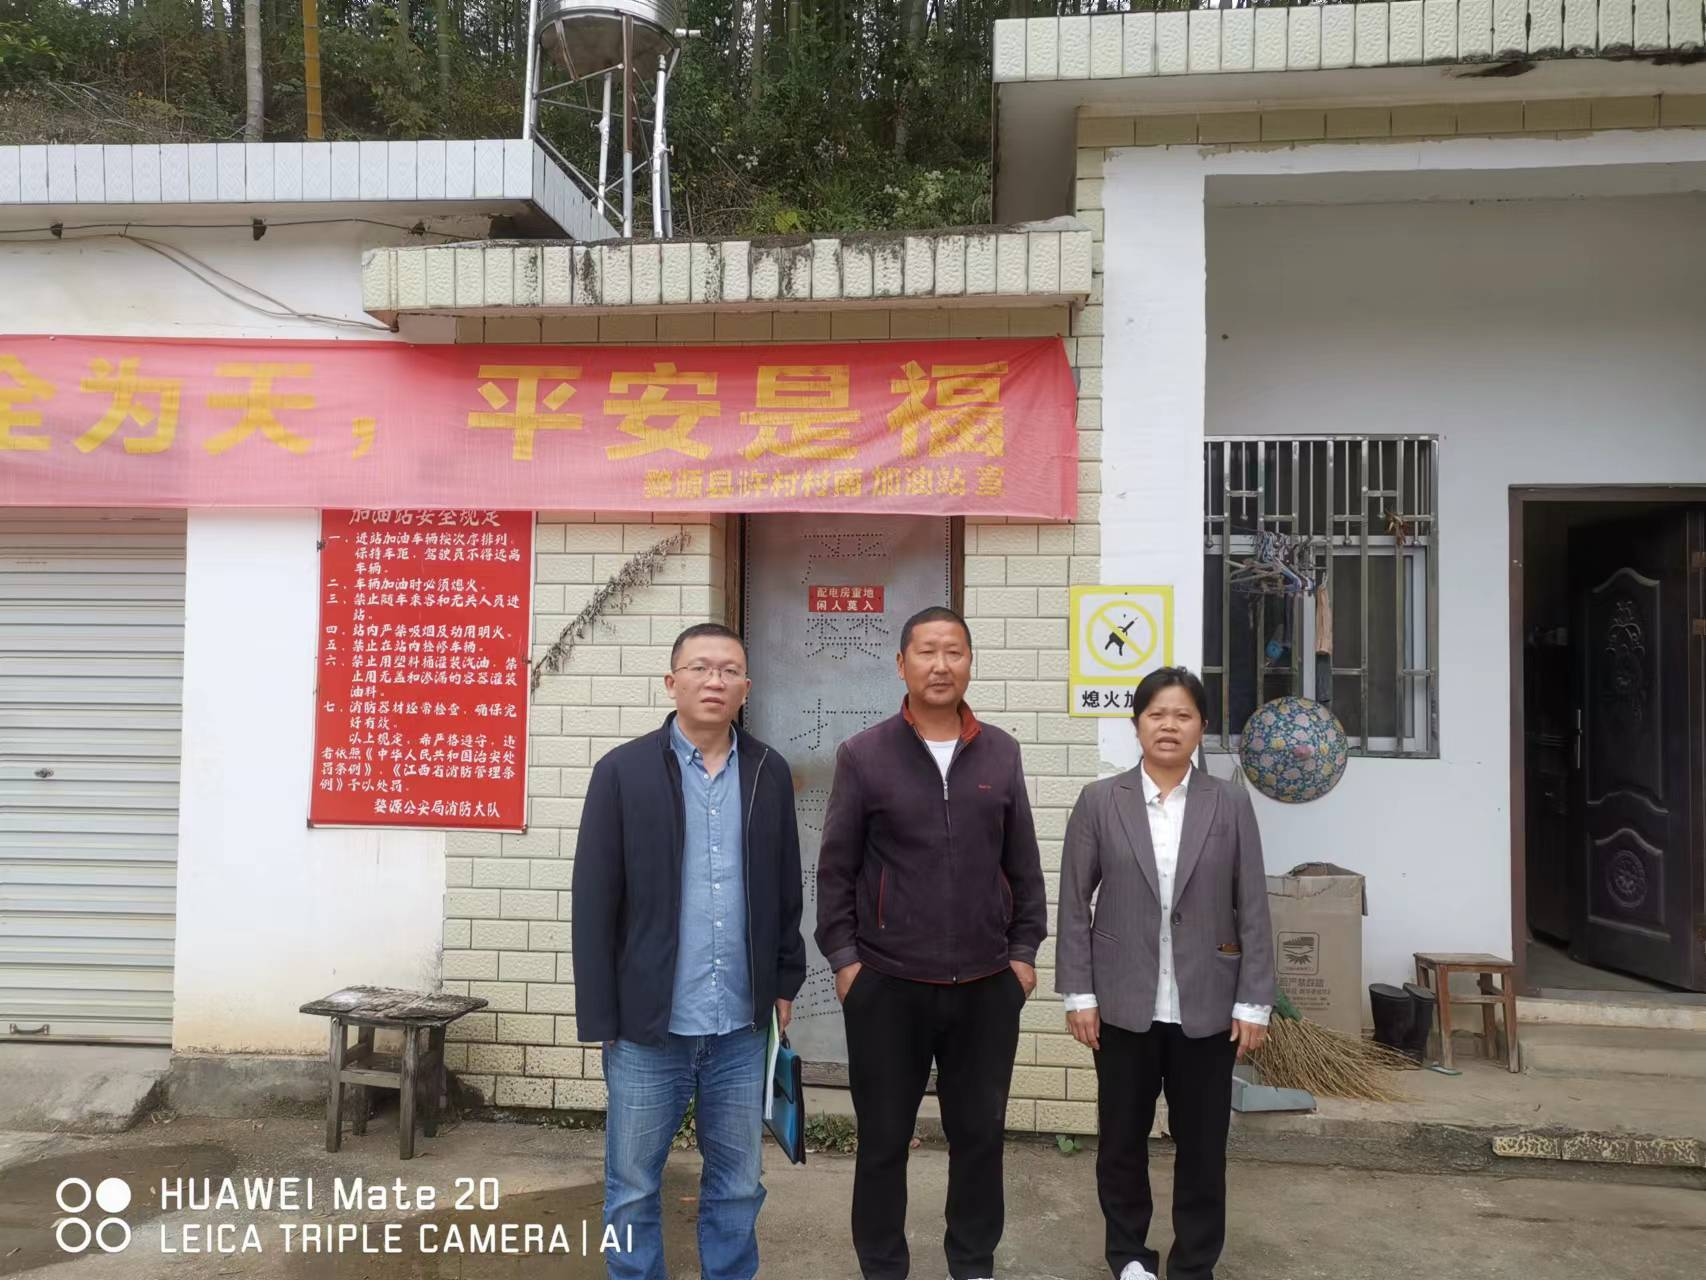 全为天，平安是福
婺源县许村村南加油站 宣
加油站安全规定
一．进站加油车辆按次序排列。
保持车距，驾驶员不得远离
车辆。
二．车辆加油时必须熄火。
三．禁止随车乘客和无关人员进
站。
四．站内严禁吸烟及动用明火。
五．禁止在站内检修车辆。
六．禁止用塑料桶灌装汽油，禁
止用无盖和渗漏的容器灌装
油料。
七．消防器材经常检查，确保完
好有效。
以上规定，希严格遵守，违
者依照《中华人民共和国治安处
罚条例》、《江西省消防管理条
例》予以处罚。
婺源公安局消防大队
配电房重地
闲人莫入
严禁打
熄火加
HUAWEI Mate 20
LEICA TRIPLE CAMERA | AI